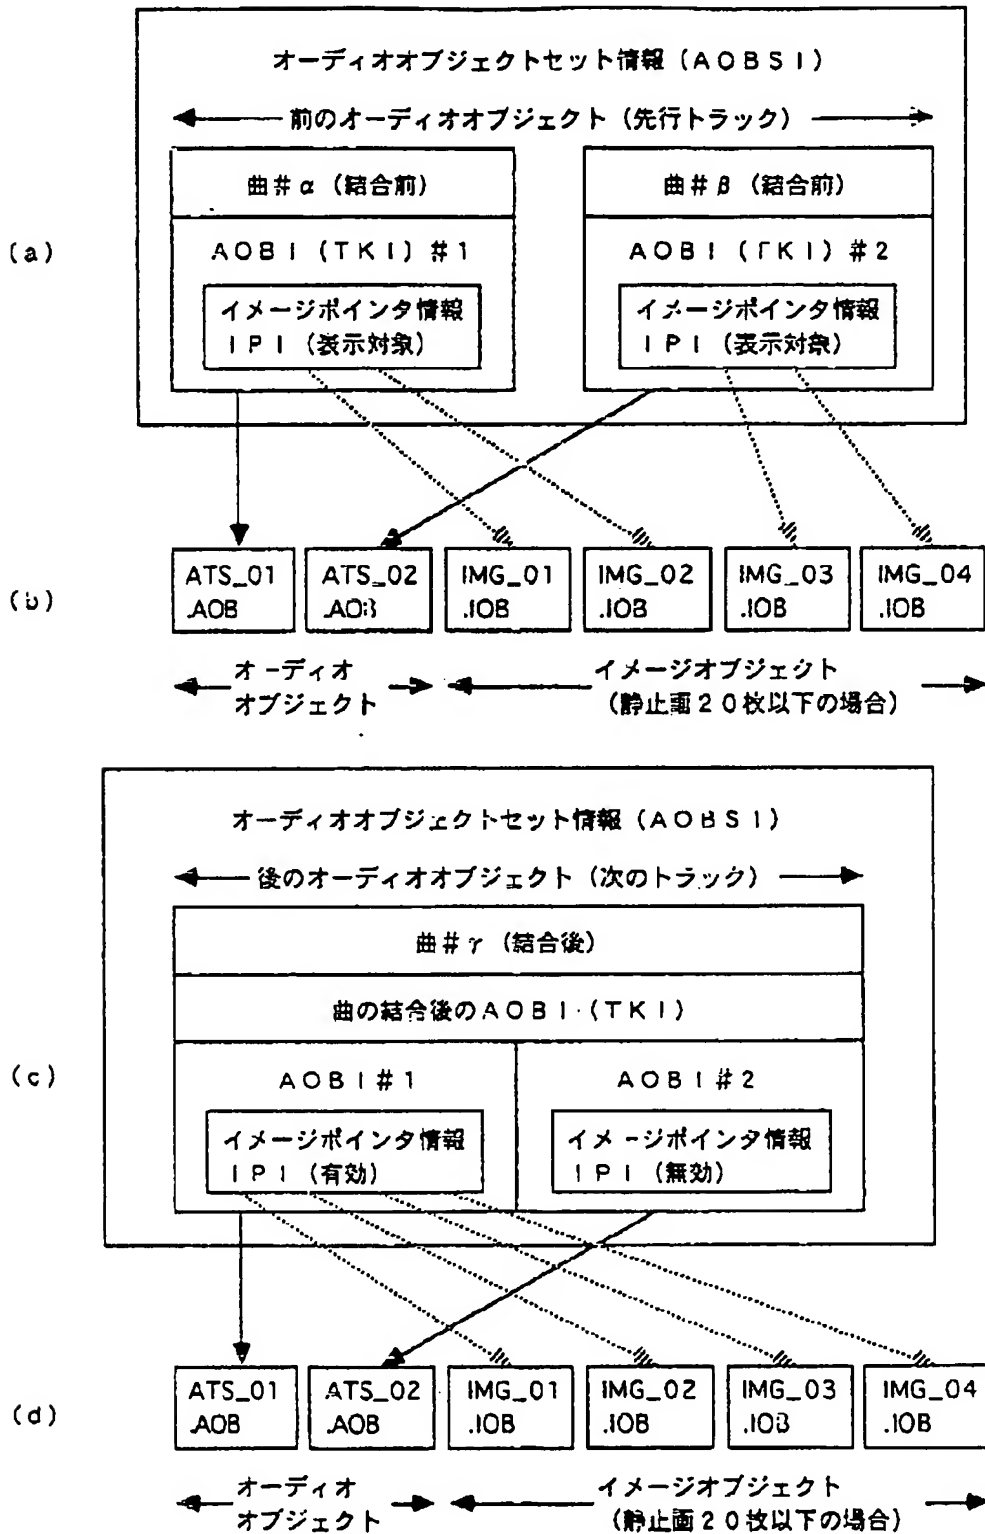 オーディオオブジェクトセット情報（AOBSI）
前のオーディオオブジェクト（先行トラック）
曲＃α（結合前）
曲＃β（結合前）
(a)
AOBI（TKI）＃1
AOBI（TKI）＃2
イメージポインタ情報
IPI（表示対象）
イメージポインタ情報
IPI（表示対象）
(b)
ATS_01
.AOB
ATS_02
.AOB
IMG_01
.IOB
IMG_02
.IOB
IMG_03
.IOB
IMG_04
.IOB
オーディオ
オブジェクト
イメージオブジェクト
（静止画２０枚以下の場合）
オーディオオブジェクトセット情報（AOBSI）
後のオーディオオブジェクト（次のトラック）
曲＃γ（結合後）
曲の結合後のAOBI（TKI）
(c)
AOBI＃1
AOBI＃2
イメージポインタ情報
IPI（有効）
イメージポインタ情報
IPI（無効）
(d)
ATS_01
.AOB
ATS_02
.AOB
IMG_01
.IOB
IMG_02
.IOB
IMG_03
.IOB
IMG_04
.IOB
オーディオ
オブジェクト
イメージオブジェクト
（静止画２０枚以下の場合）